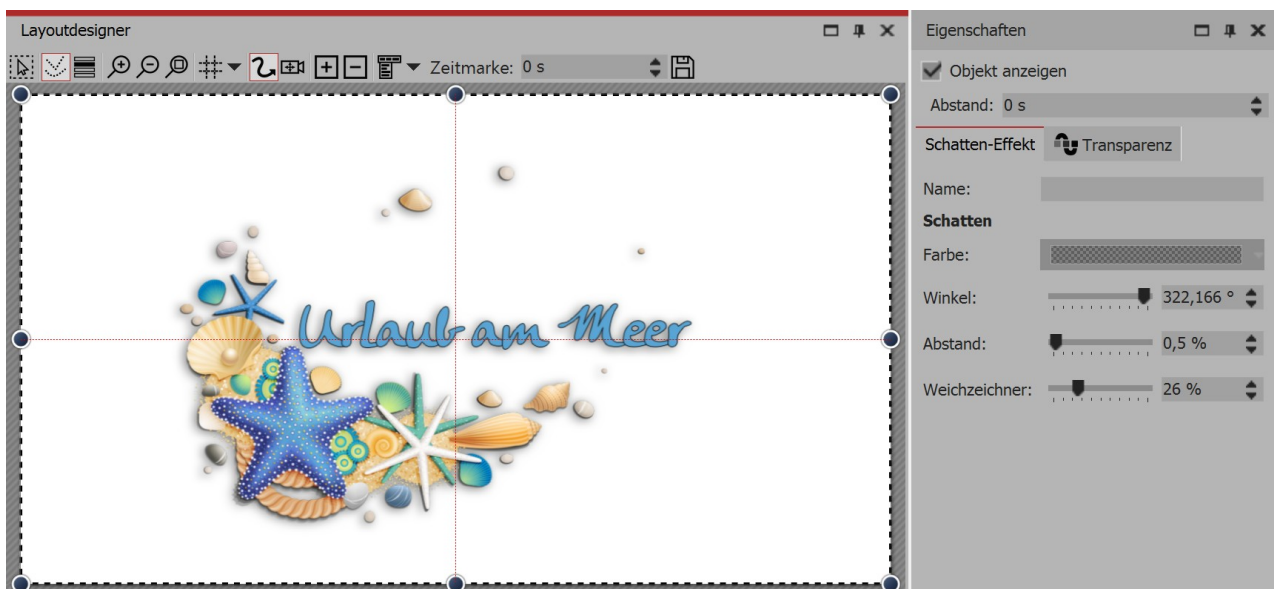 Layoutdesigner
Zeitmarke: 0 s
Urlaub am Meer
Eigenschaften
Objekt anzeigen
Abstand: 0 s
Schatten-Effekt Transparenz
Name:
Schatten
Farbe:
Winkel: 322,166 °
Abstand: 0,5 %
Weichzeichner: 26 %